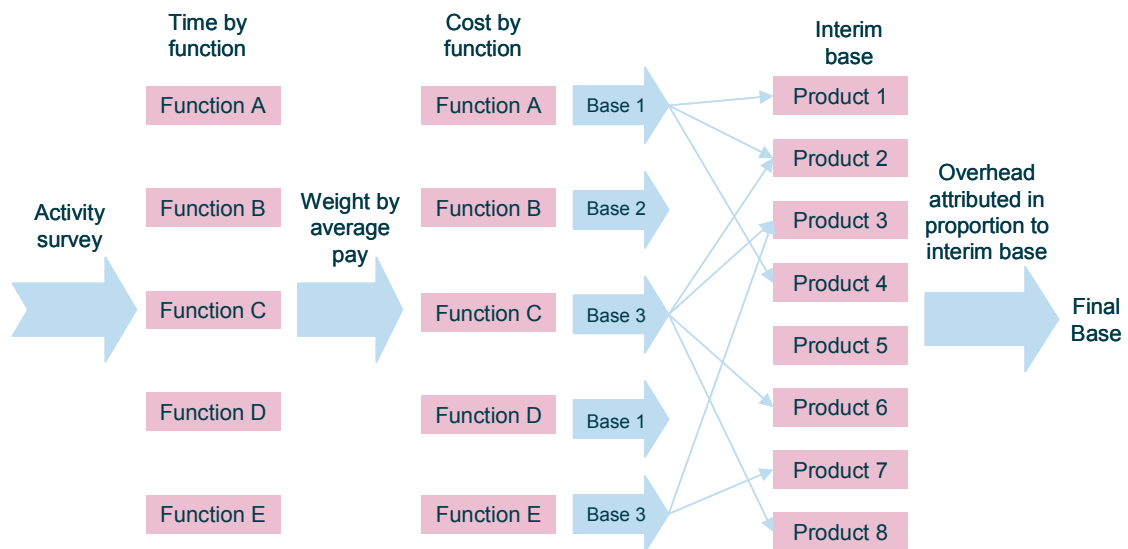 Time by
function
Cost by
function
Interim
base
Function A
Function A
Base 1
Product 1
Product 2
Activity
survey
Function B
Weight by
average
pay
Function B
Base 2
Product 3
Overhead
attributed in
proportion to
interim base
Function C
Function C
Base 3
Product 4
Final
Base
Product 5
Function D
Function D
Base 1
Product 6
Product 7
Function E
Function E
Base 3
Product 8